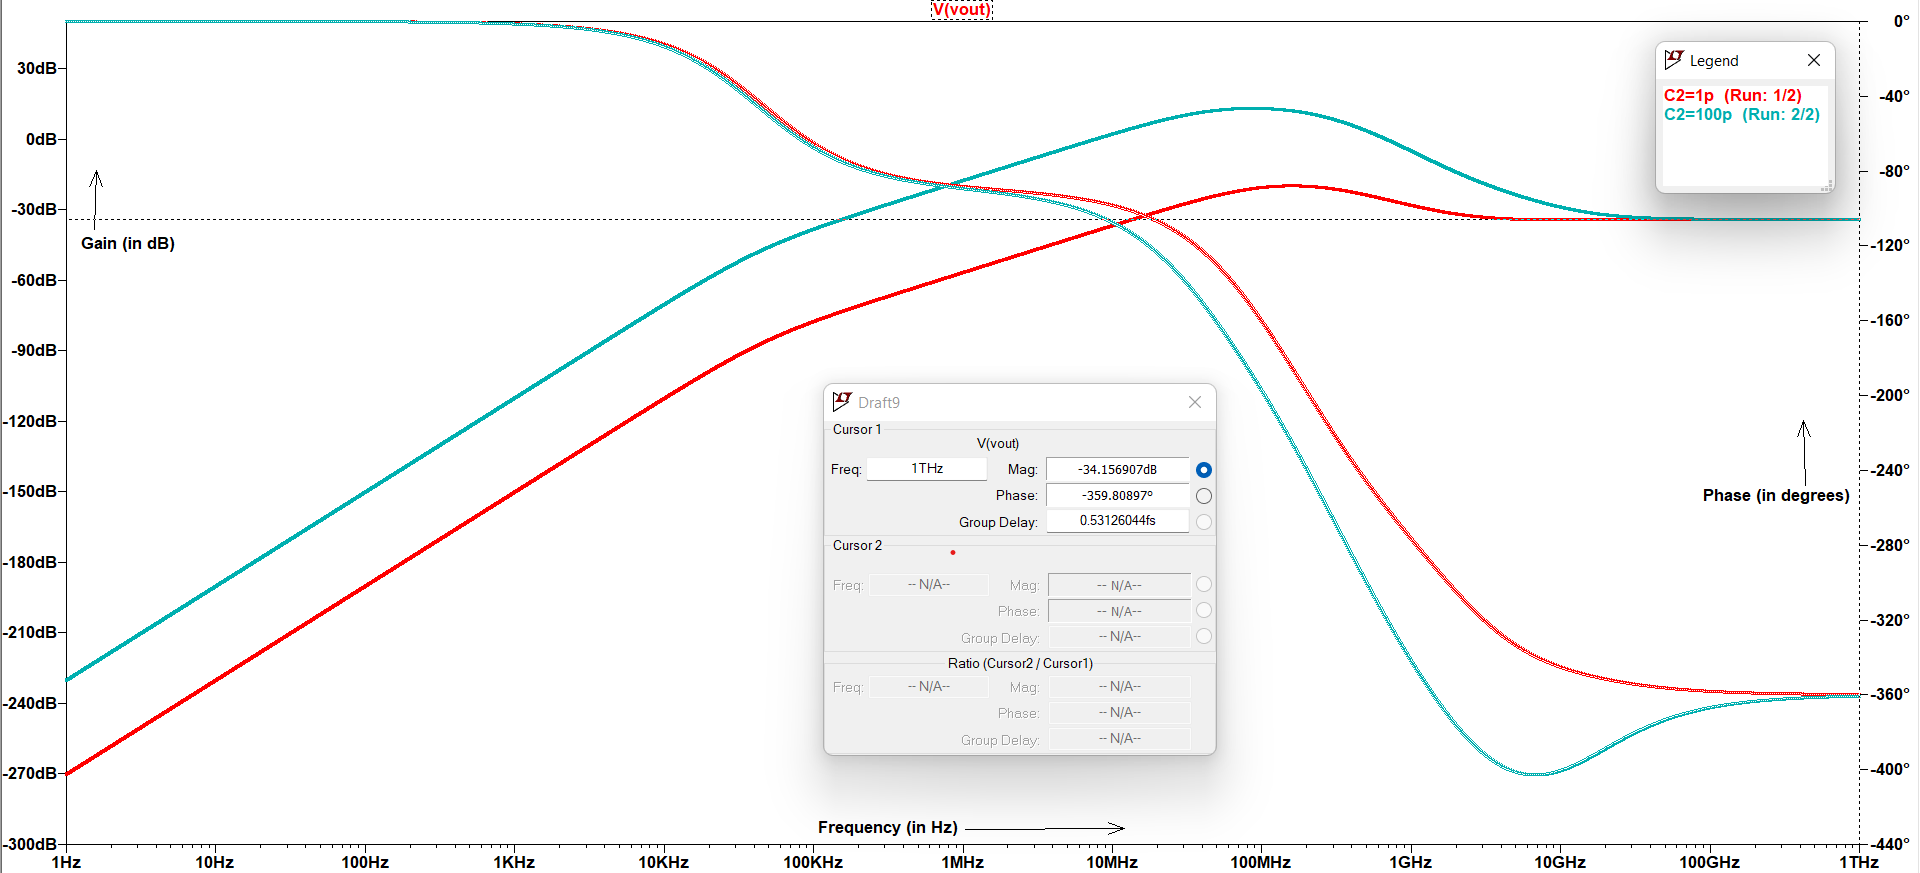 V(vout)
0°
30dB
-40°
0dB
-80°
-30dB
-120°
-60dB
-160°
-90dB
-200°
-120dB
-240°
-150dB
-280°
-180dB
-320°
-210dB
-360°
-240dB
-400°
-270dB
-440°
-300dB
Gain (in dB)
Legend
C2=1p (Run: 1/2)
C2=100p (Run: 2/2)
Phase (in degrees)
Draft9
Cursor 1
V(vout)
Freq: 1THz Mag: -34.156907dB
Phase: -359.80897°
Group Delay: 0.53126044fs
Cursor 2
Freq: -- N/A-- Mag: -- N/A--
Phase: -- N/A--
Group Delay: -- N/A--
Ratio (Cursor2 / Cursor1)
Freq: -- N/A-- Mag: -- N/A--
Phase: -- N/A--
Group Delay: -- N/A--
Frequency (in Hz)
1Hz 10Hz 100Hz 1KHz 10KHz 100KHz 1MHz 10MHz 100MHz 1GHz 10GHz 100GHz 1THz